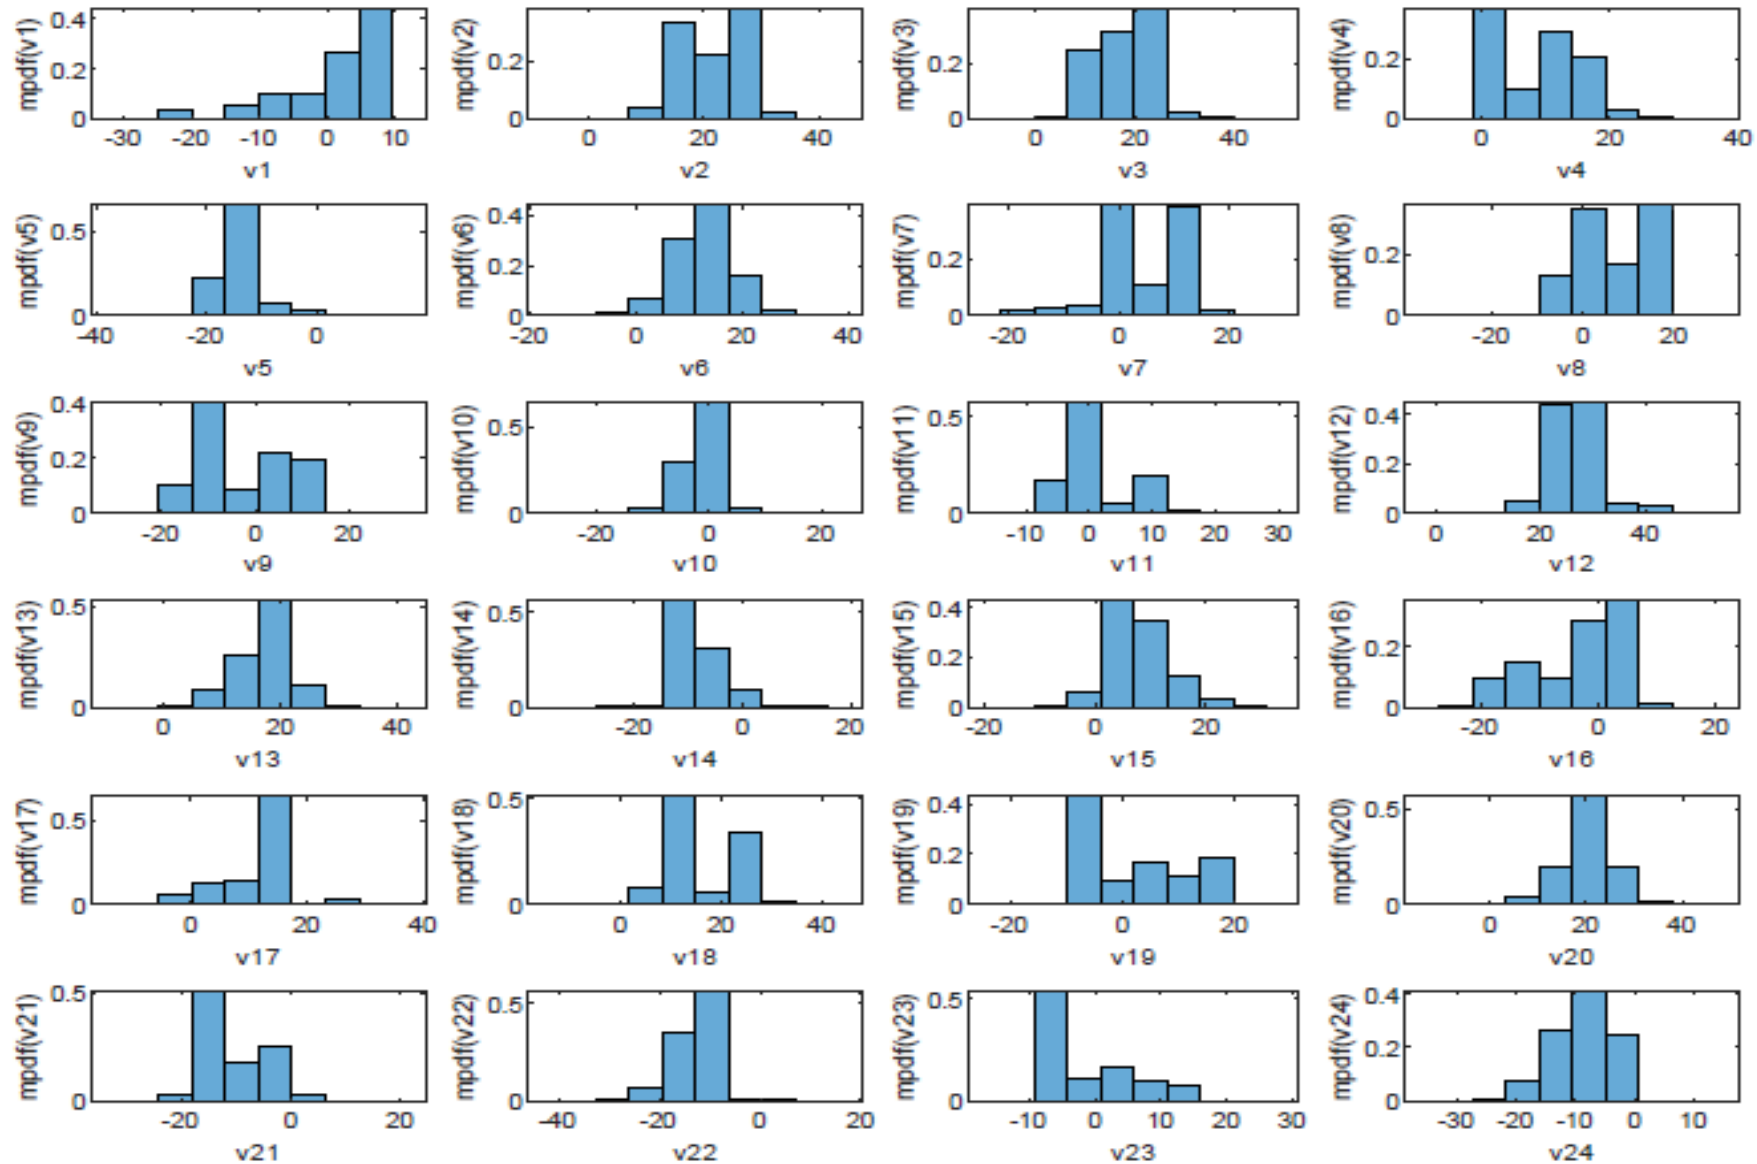 mpdf(v1) 0.4 0.2 0 -30 -20 -10 0 10 v1
mpdf(v2) 0.2 0 0 20 40 v2
mpdf(v3) 0.2 0 0 20 40 v3
mpdf(v4) 0.2 0 0 20 40 v4
mpdf(v5) 0.5 0 -40 -20 0 v5
mpdf(v6) 0.4 0.2 0 -20 0 20 40 v6
mpdf(v7) 0.2 0 -20 0 20 v7
mpdf(v8) 0.2 0 -20 0 20 v8
mpdf(v9) 0.4 0.2 0 -20 0 20 v9
mpdf(v10) 0.5 0 -20 0 20 v10
mpdf(v11) 0.5 0 -10 0 10 20 30 v11
mpdf(v12) 0.4 0.2 0 0 20 40 v12
mpdf(v13) 0.5 0 0 20 40 v13
mpdf(v14) 0.5 0 -20 0 20 v14
mpdf(v15) 0.4 0.2 0 -20 0 20 v15
mpdf(v16) 0.2 0 -20 0 20 v16
mpdf(v17) 0.5 0 0 20 40 v17
mpdf(v18) 0.5 0 0 20 40 v18
mpdf(v19) 0.4 0.2 0 -20 0 20 v19
mpdf(v20) 0.5 0 0 20 40 v20
mpdf(v21) 0.5 0 -20 0 20 v21
mpdf(v22) 0.5 0 -40 -20 0 20 v22
mpdf(v23) 0.5 0 -10 0 10 20 30 v23
mpdf(v24) 0.4 0.2 0 -30 -20 -10 0 10 v24